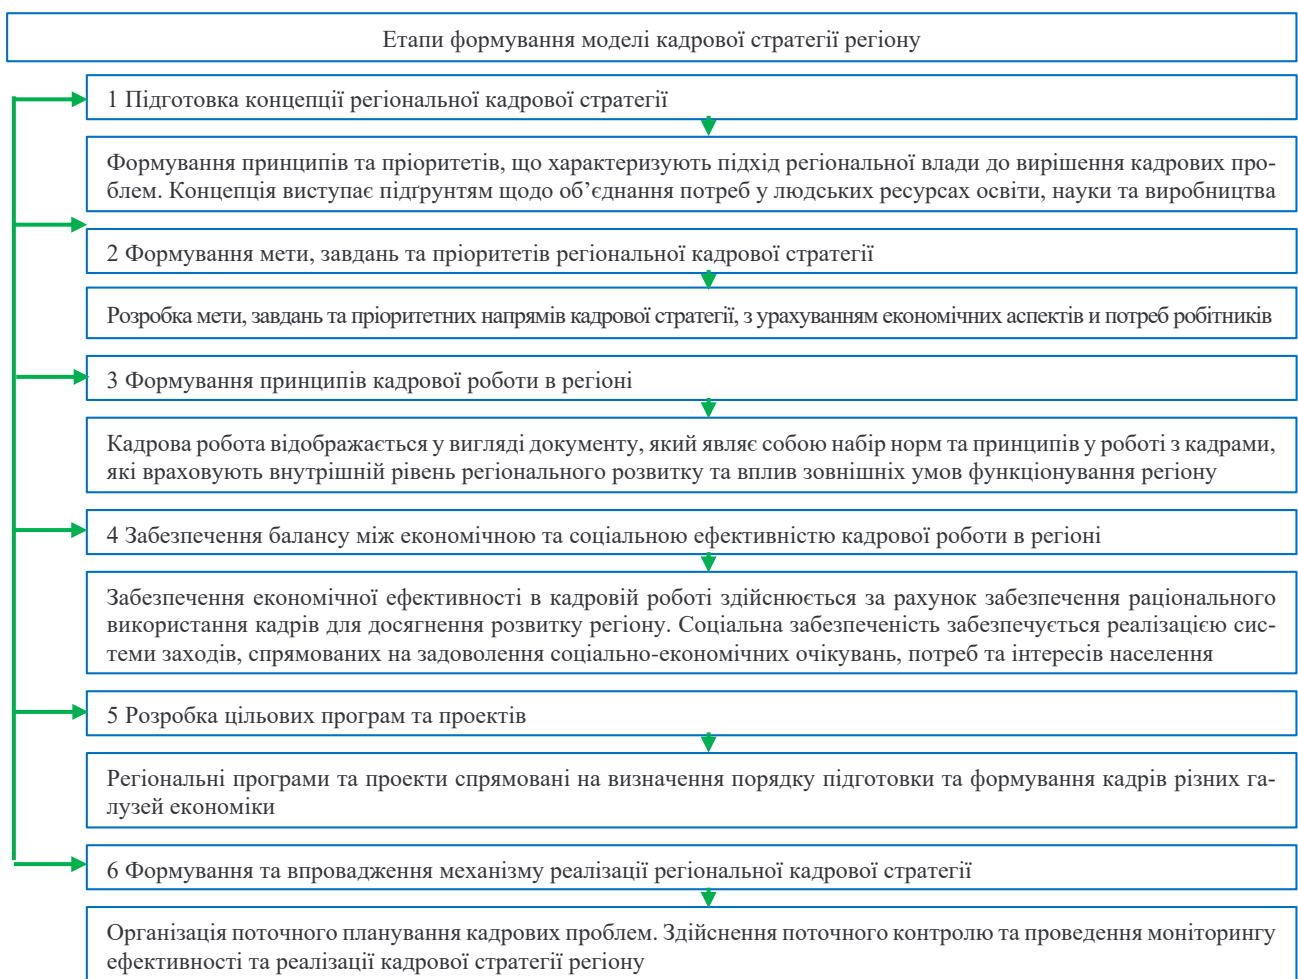 Етапи формування моделі кадрової стратегії регіону
1 Підготовка концепції регіональної кадрової стратегії
Формування принципів та пріоритетів, що характеризують підхід регіональної влади до вирішення кадрових про-
блем. Концепція виступає підґрунтям щодо об’єднання потреб у людських ресурсах освіти, науки та виробництва
2 Формування мети, завдань та пріоритетів регіональної кадрової стратегії
Розробка мети, завдань та пріоритетних напрямів кадрової стратегії, з урахуванням економічних аспектів и потреб робітників
3 Формування принципів кадрової роботи в регіоні
Кадрова робота відображається у вигляді документу, який являє собою набір норм та принципів у роботі з кадрами,
які враховують внутрішній рівень регіонального розвитку та вплив зовнішніх умов функціонування регіону
4 Забезпечення балансу між економічною та соціальною ефективністю кадрової роботи в регіоні
Забезпечення економічної ефективності в кадровій роботі здійснюється за рахунок забезпечення раціонального
використання кадрів для досягнення розвитку регіону. Соціальна забезпеченість забезпечується реалізацією сис-
теми заходів, спрямованих на задоволення соціально-економічних очікувань, потреб та інтересів населення
5 Розробка цільових програм та проектів
Регіональні програми та проекти спрямовані на визначення порядку підготовки та формування кадрів різних га-
лузей економіки
6 Формування та впровадження механізму реалізації регіональної кадрової стратегії
Організація поточного планування кадрових проблем. Здійснення поточного контролю та проведення моніторингу
ефективності та реалізації кадрової стратегії регіону